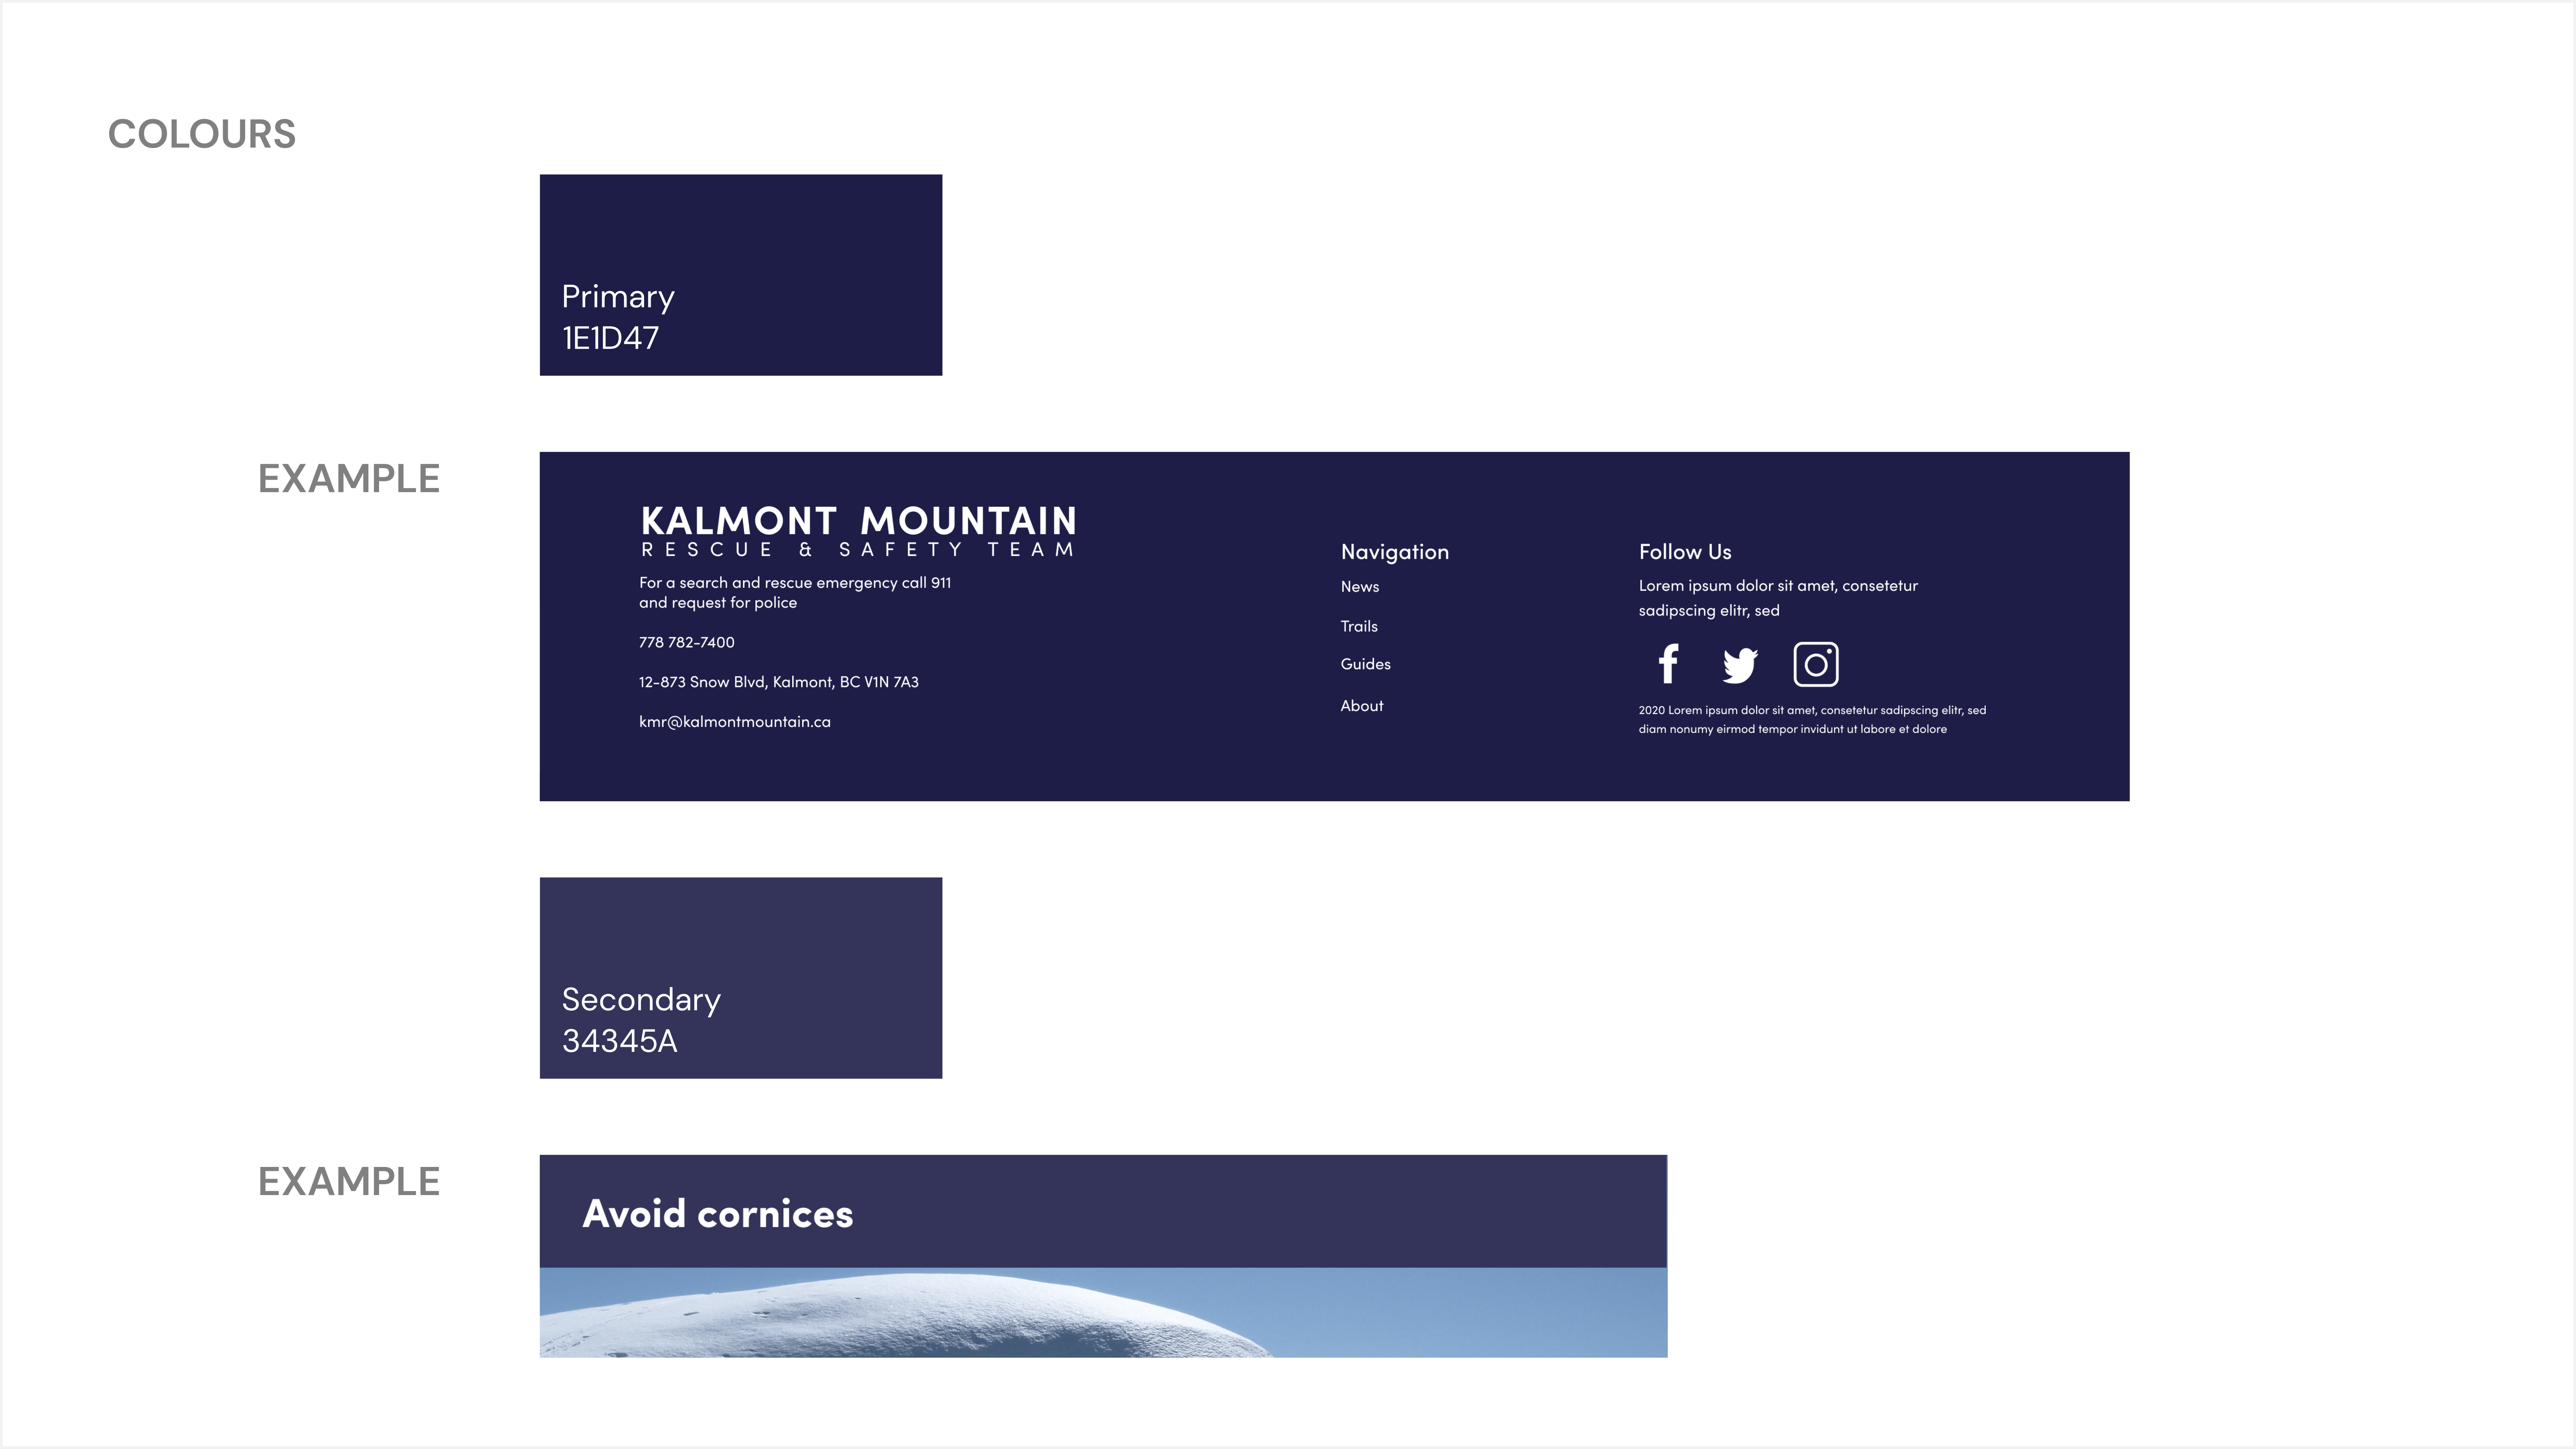 COLOURS
Primary
1E1D47
EXAMPLE
KALMONT MOUNTAIN
RESCUE & SAFETY TEAM
For a search and rescue emergency call 911
and request for police
778 782-7400
12-873 Snow Blvd, Kalmont, BC V1N 7A3
kmr@kalmontmountain.ca
Navigation
News
Trails
Guides
About
Follow Us
Lorem ipsum dolor sit amet, consetetur
sadipscing elitr, sed
2020 Lorem ipsum dolor sit amet, consetetur sadipscing elitr, sed
diam nonumy eirmod tempor invidunt ut labore et dolore
Secondary
34345A
EXAMPLE
Avoid cornices